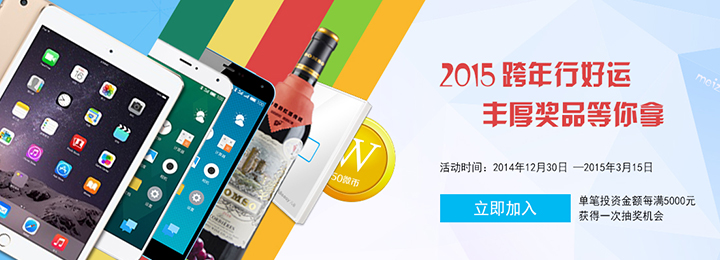 2015 跨年行好运
丰厚奖品等你拿
活动时间：2014年12月30日 —2015年3月15日
立即加入
单笔投资金额每满5000元
获得一次抽奖机会
W
50微币